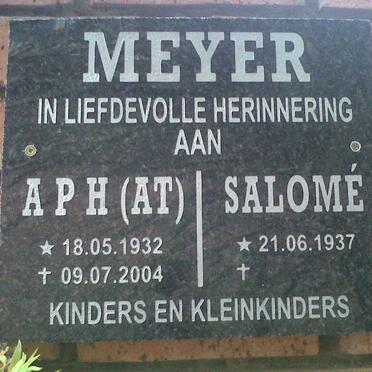 MEYER
IN LIEFDEVOLLE HERINNERING
AAN
A P H (AT) SALOMÉ
★ 18.05.1932 ★ 21.06.1937
✝ 09.07.2004 ✝
KINDERS EN KLEINKINDERS